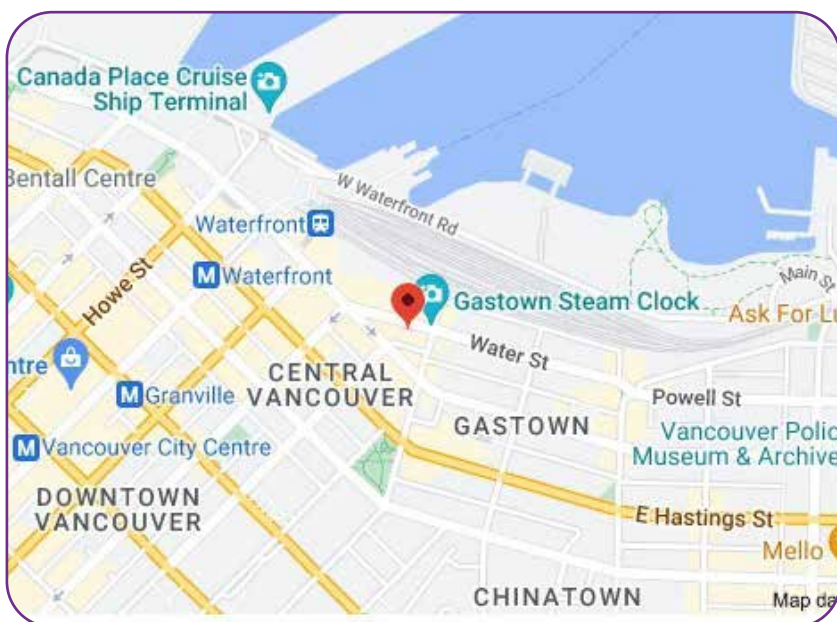 Canada Place Cruise
Ship Terminal
Bentall Centre
W Waterfront Rd
Waterfront
M Waterfront
Howe St
Main St
Gastown Steam Clock
Ask For Lu
Water St
ntre
CENTRAL
VANCOUVER
M Granville
Powell St
GASTOWN
M Vancouver City Centre
Vancouver Polic
Museum & Archive
DOWNTOWN
VANCOUVER
E Hastings St
Mello
CHINATOWN
Map da